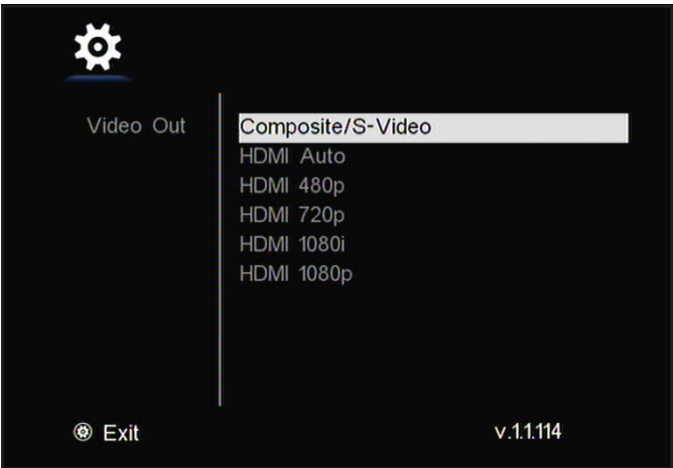 Video Out
Composite/S-Video
HDMI Auto
HDMI 480p
HDMI 720p
HDMI 1080i
HDMI 1080p
Exit
v.1.1.114